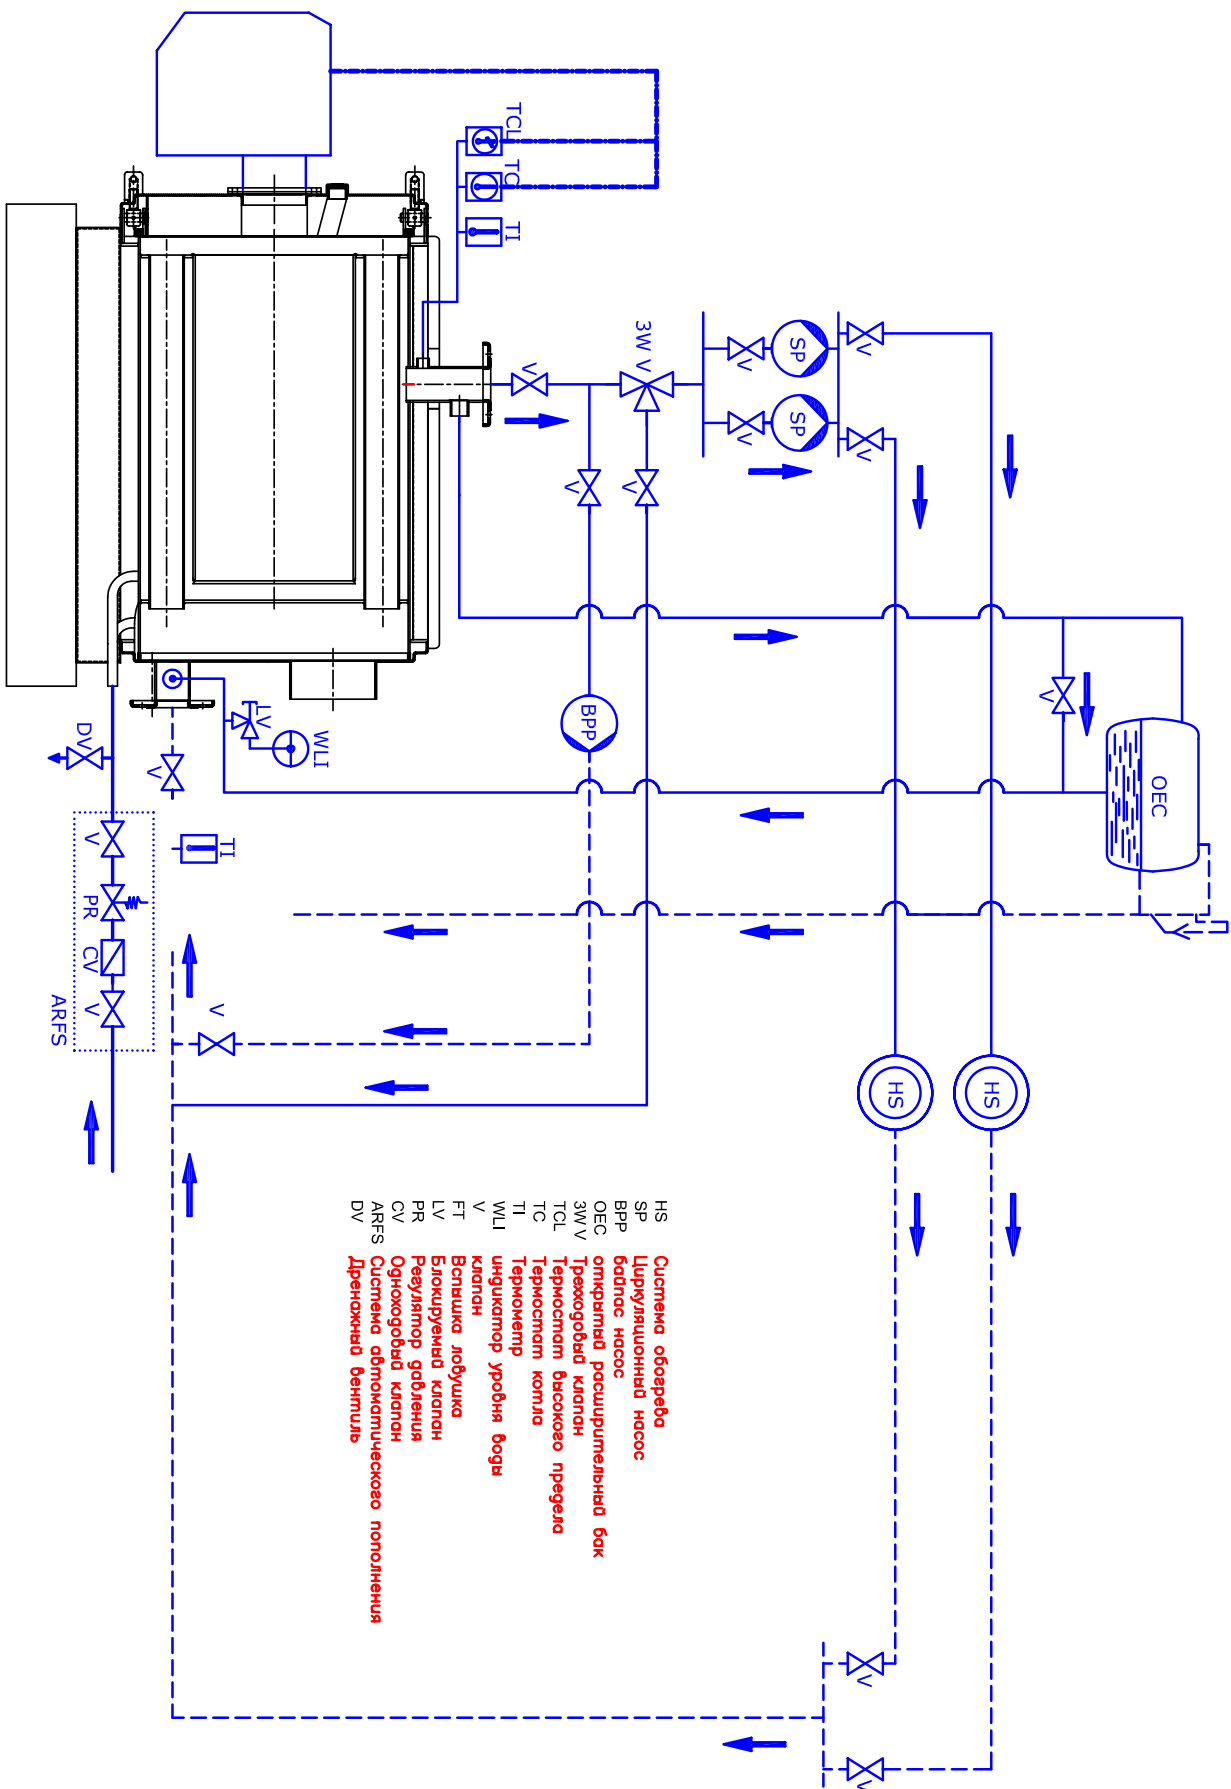 TCL
TC
TI
3W V
V
V
V
SP
SP
V
V
V
V
BPP
V
OEC
LV
WLI
DV
V
TI
V
PR
CV
V
ARFS
V
HS
HS
V
V
HS Система обогрева
SP Циркуляционный насос
BPP байпас насос
OEC открытый расширительный бак
3W V Трехходовый клапан
TCL Термостат высокого предела
TC Термостат котла
TI Термометр
WLI индикатор уровня воды
V клапан
FT Вспышка ловушка
LV Блокируемый клапан
PR Регулятор давления
CV Одноходовый клапан
ARFS Система автоматического пополнения
DV Дренажный вентиль